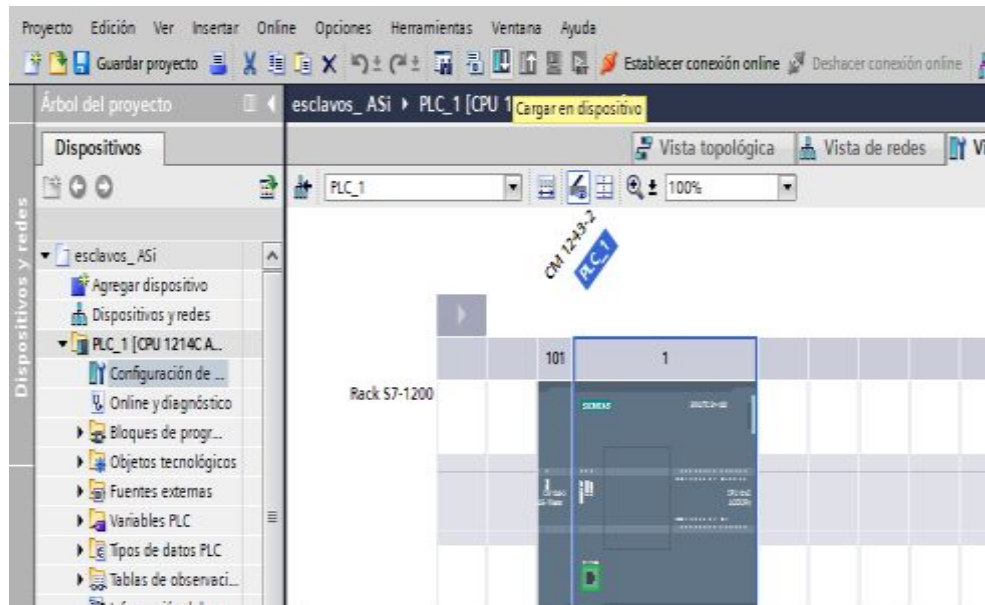 Proyecto Edición Ver Insertar Online Opciones Herramientas Ventana Ayuda
Guardar proyecto Establecer conexión online Deshacer conexión online
Árbol del proyecto
esclavos_ ASi PLC_1 [CPU 1
Cargar en dispositivo
Dispositivos
Vista topológica Vista de redes Vi
PLC_1 100%
Dispositivos y redes
esclavos_ ASi
Agregar dispositivo
Dispositivos y redes
PLC_1 [CPU 1214C A...
Configuración de ...
Online y diagnóstico
Bloques de progr...
Objetos tecnológicos
Fuentes externas
Variables PLC
Tipos de datos PLC
Tablas de observaci...
CM 1243-2
PLC_1
101 1
Rack S7-1200
SIEMENS